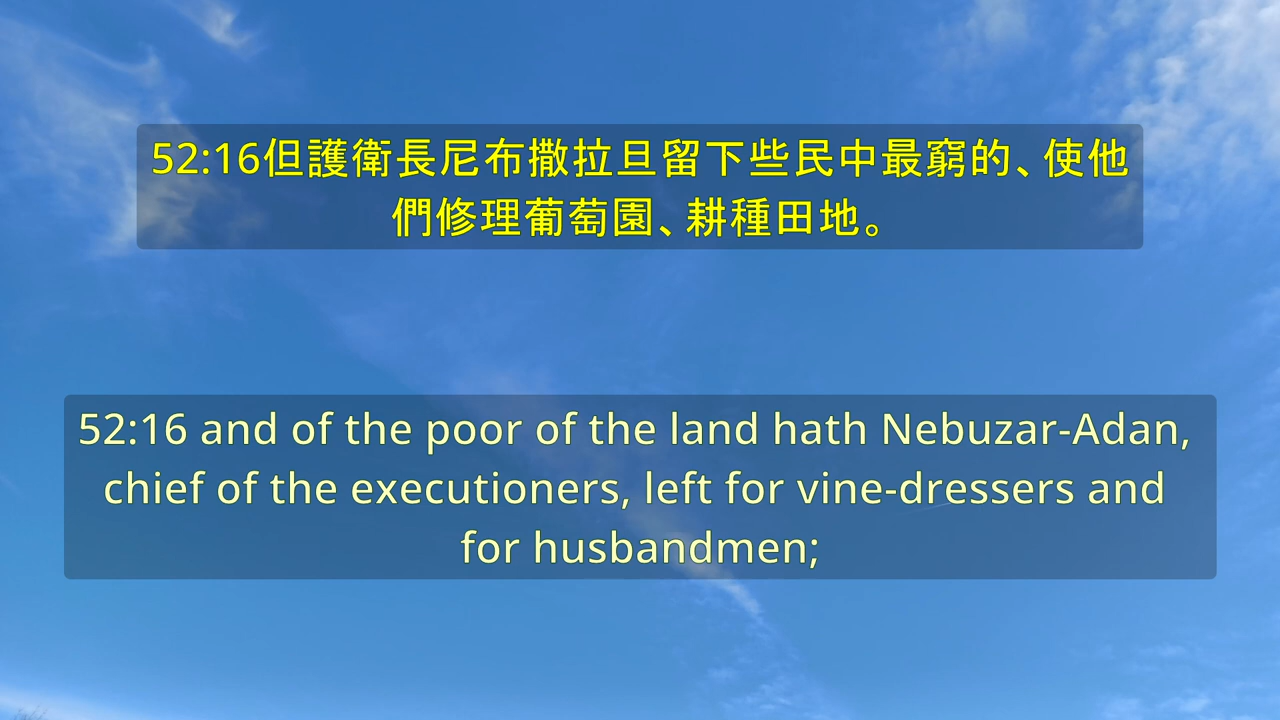 52:16但護衛長尼布撒拉旦留下些民中最窮的、使他
們修理葡萄園、耕種田地。
52:16 and of the poor of the land hath Nebuzar-Adan,
chief of the executioners, left for vine-dressers and
for husbandmen;